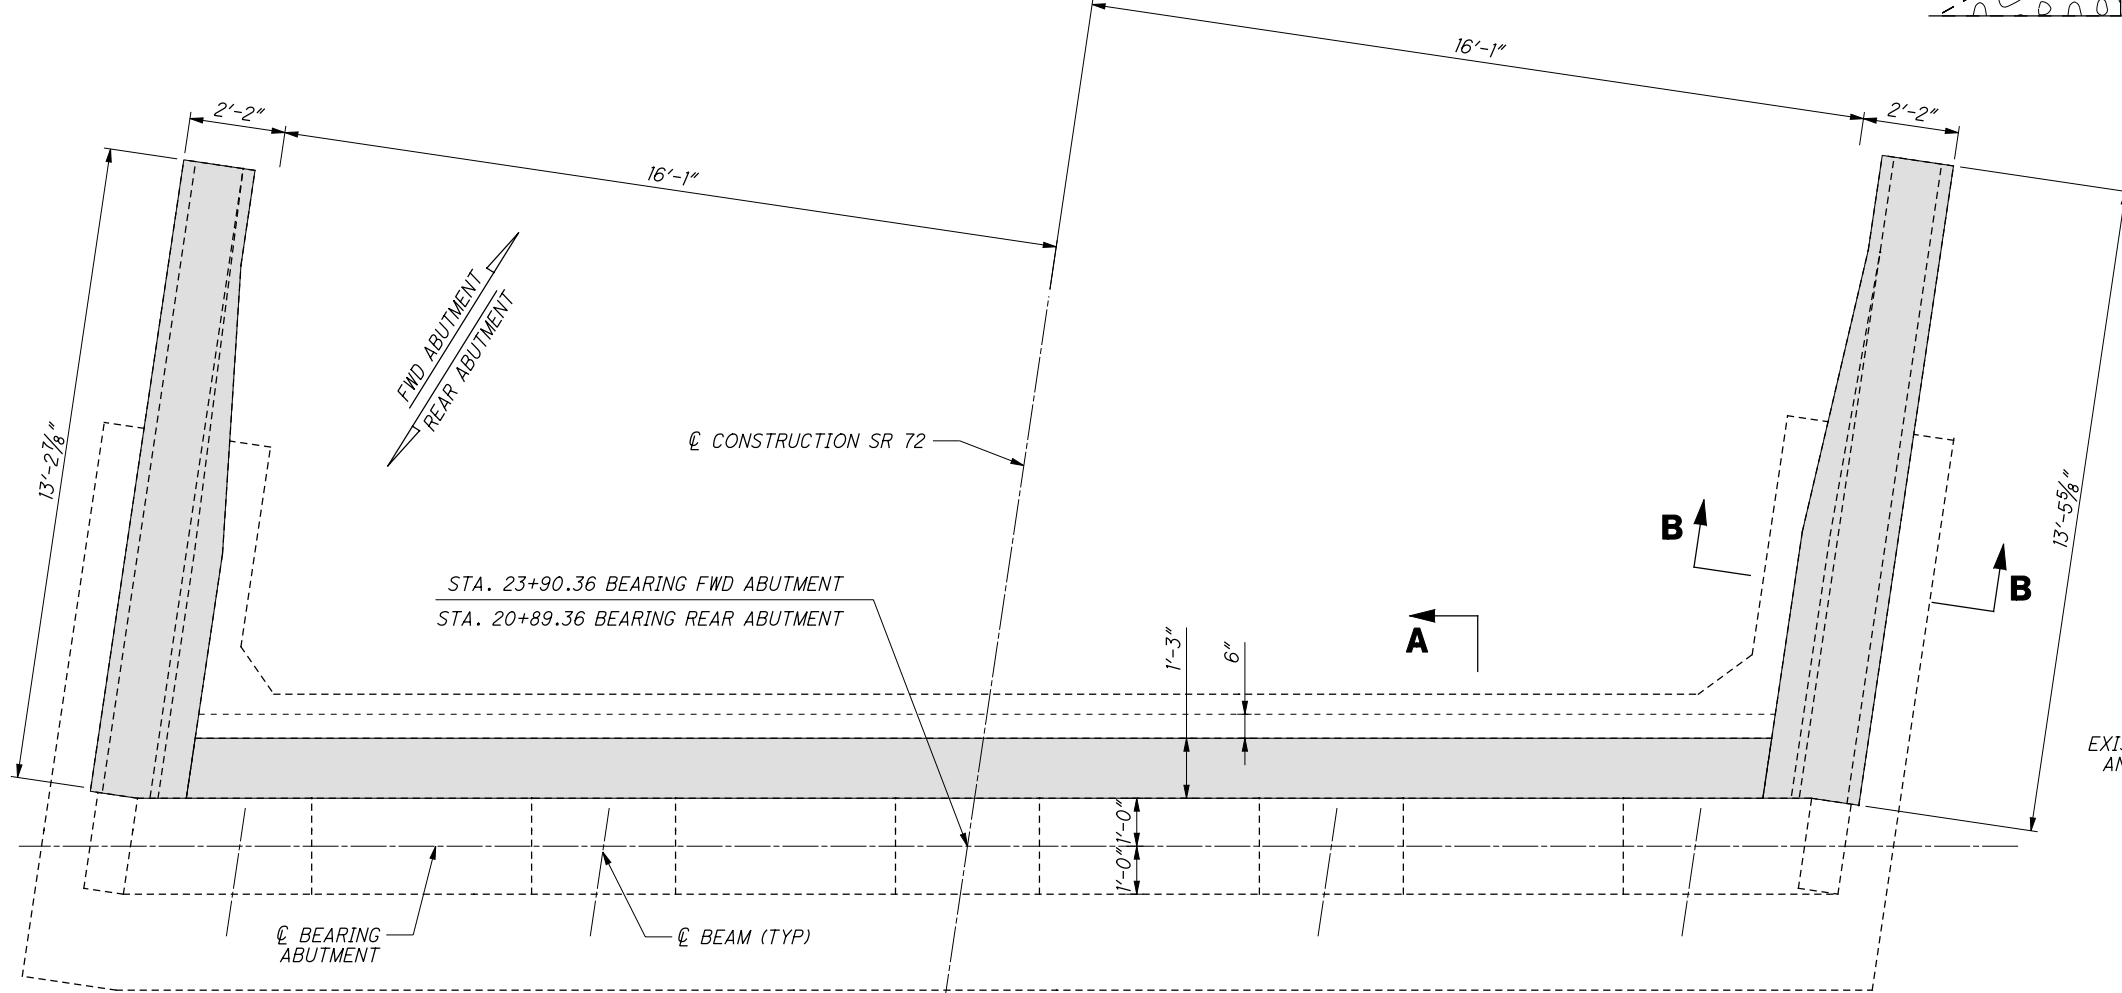 16'-1"
2'-2"
2'-2"
16'-1"
FWD ABUTMENT
REAR ABUTMENT
13'-2⅞"
℄ CONSTRUCTION SR 72
B
B
13'-5⅝"
STA. 23+90.36 BEARING FWD ABUTMENT
STA. 20+89.36 BEARING REAR ABUTMENT
A
1'-3"
6"
1'-0"
1'-0"
℄ BEARING
ABUTMENT
℄ BEAM (TYP)